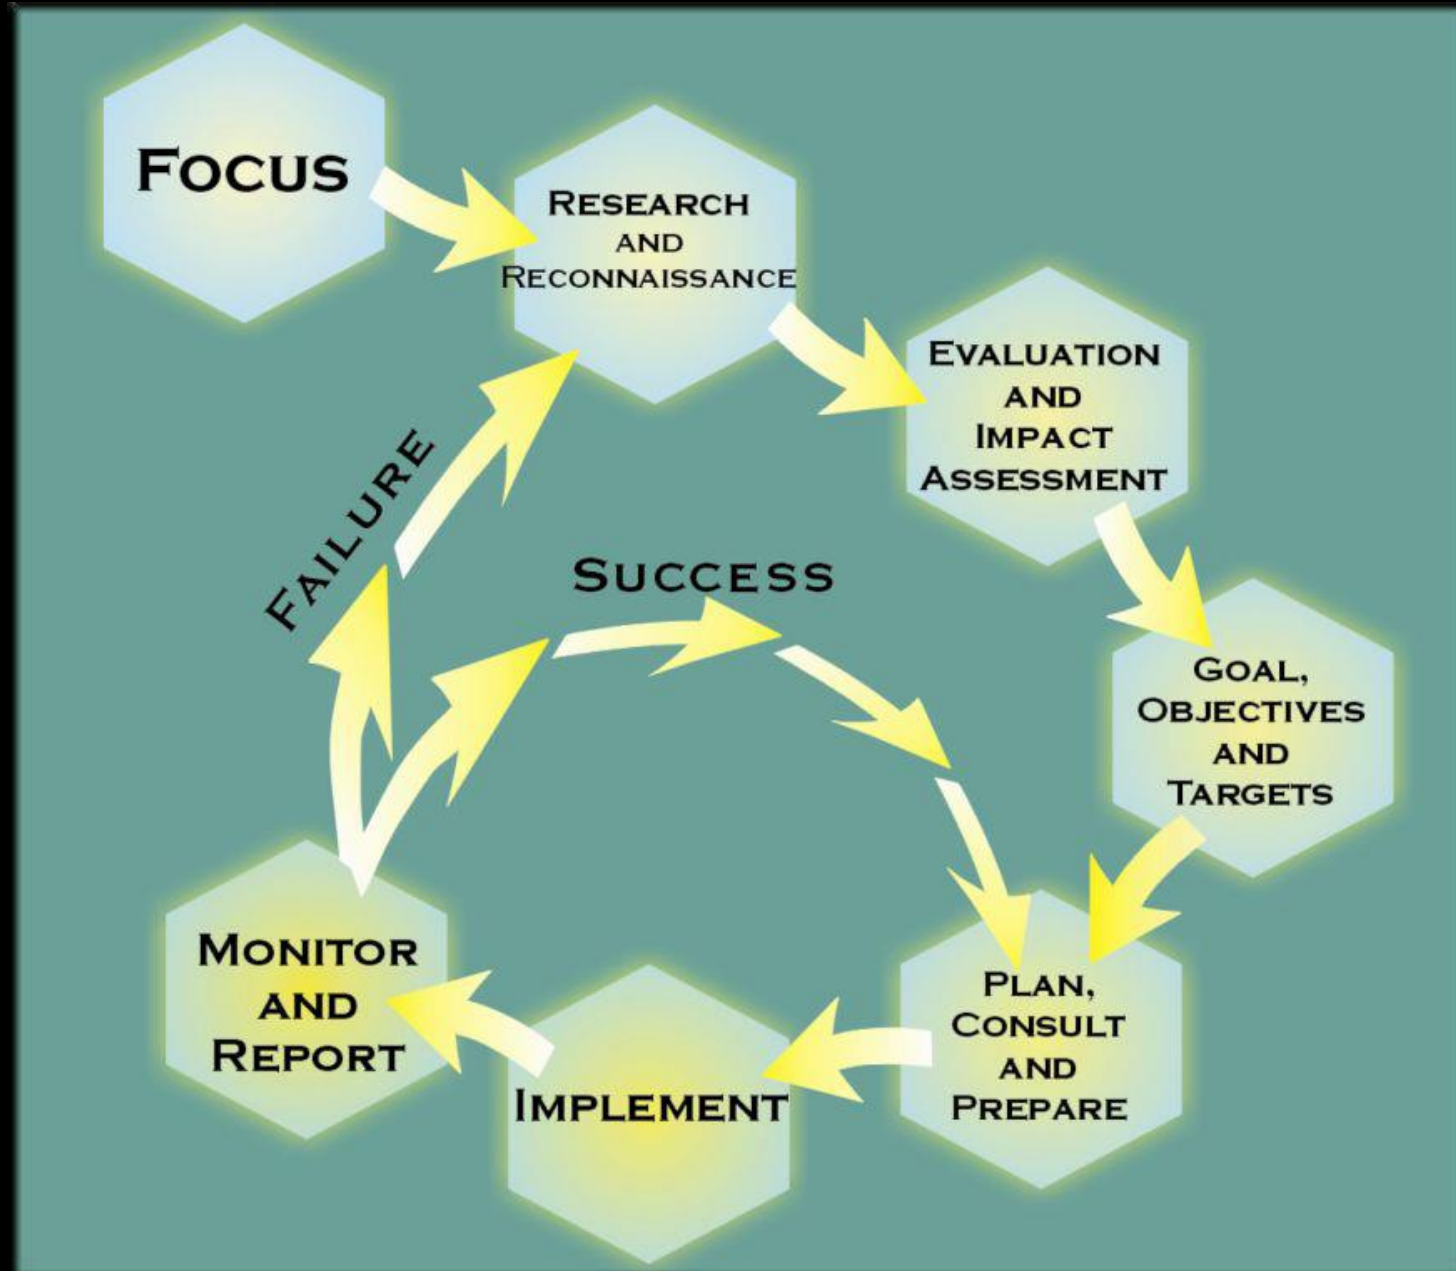 Focus
Research
and
Reconnaissance
Evaluation
and
Impact
Assessment
Failure
Success
Goal,
Objectives
and
Targets
Plan,
Consult
and
Prepare
Implement
Monitor
and
Report